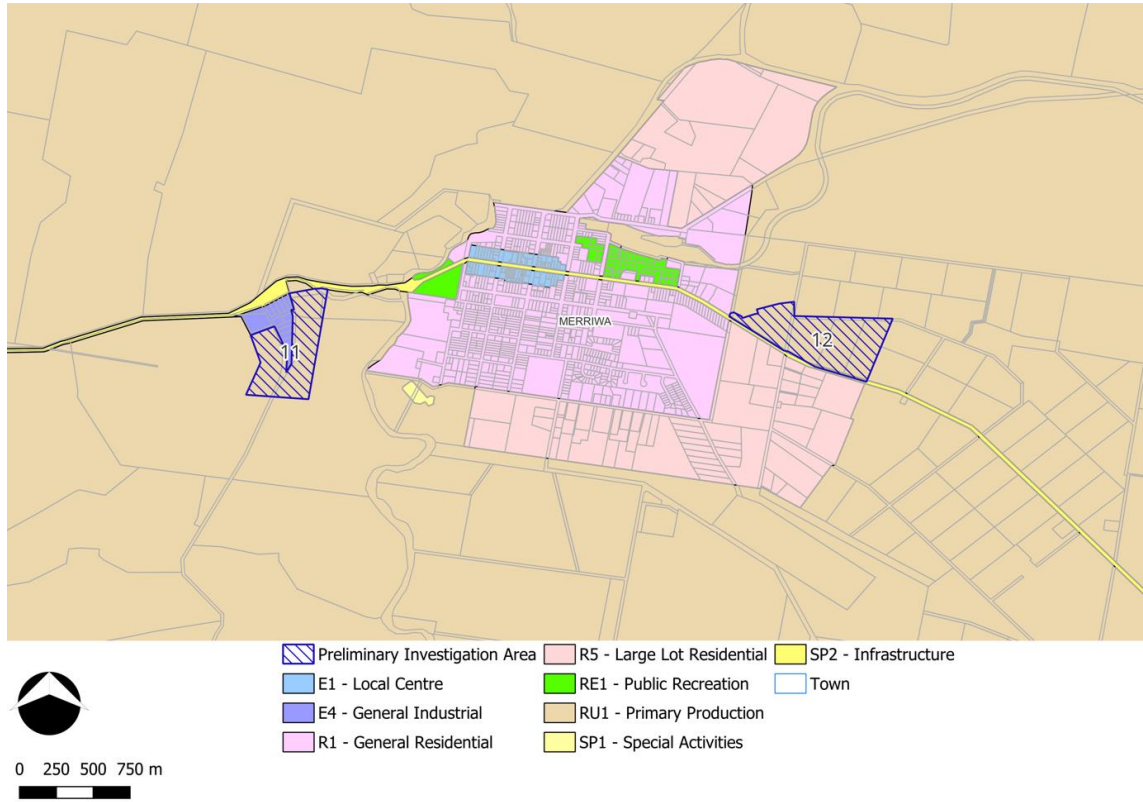 MERRIWA
11
12
Preliminary Investigation Area
E1 - Local Centre
E4 - General Industrial
R1 - General Residential
R5 - Large Lot Residential
RE1 - Public Recreation
RU1 - Primary Production
SP1 - Special Activities
SP2 - Infrastructure
Town
0 250 500 750 m